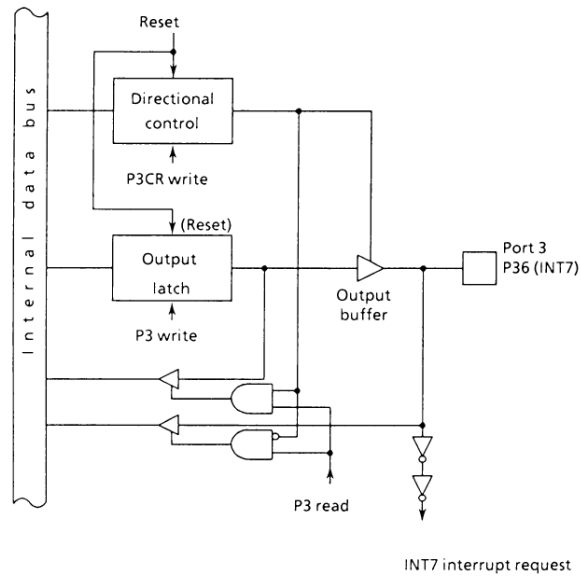 Reset
Internal data bus
Directional
control
P3CR write
(Reset)
Output
latch
P3 write
Port 3
P36 (INT7)
Output
buffer
P3 read
INT7 interrupt request